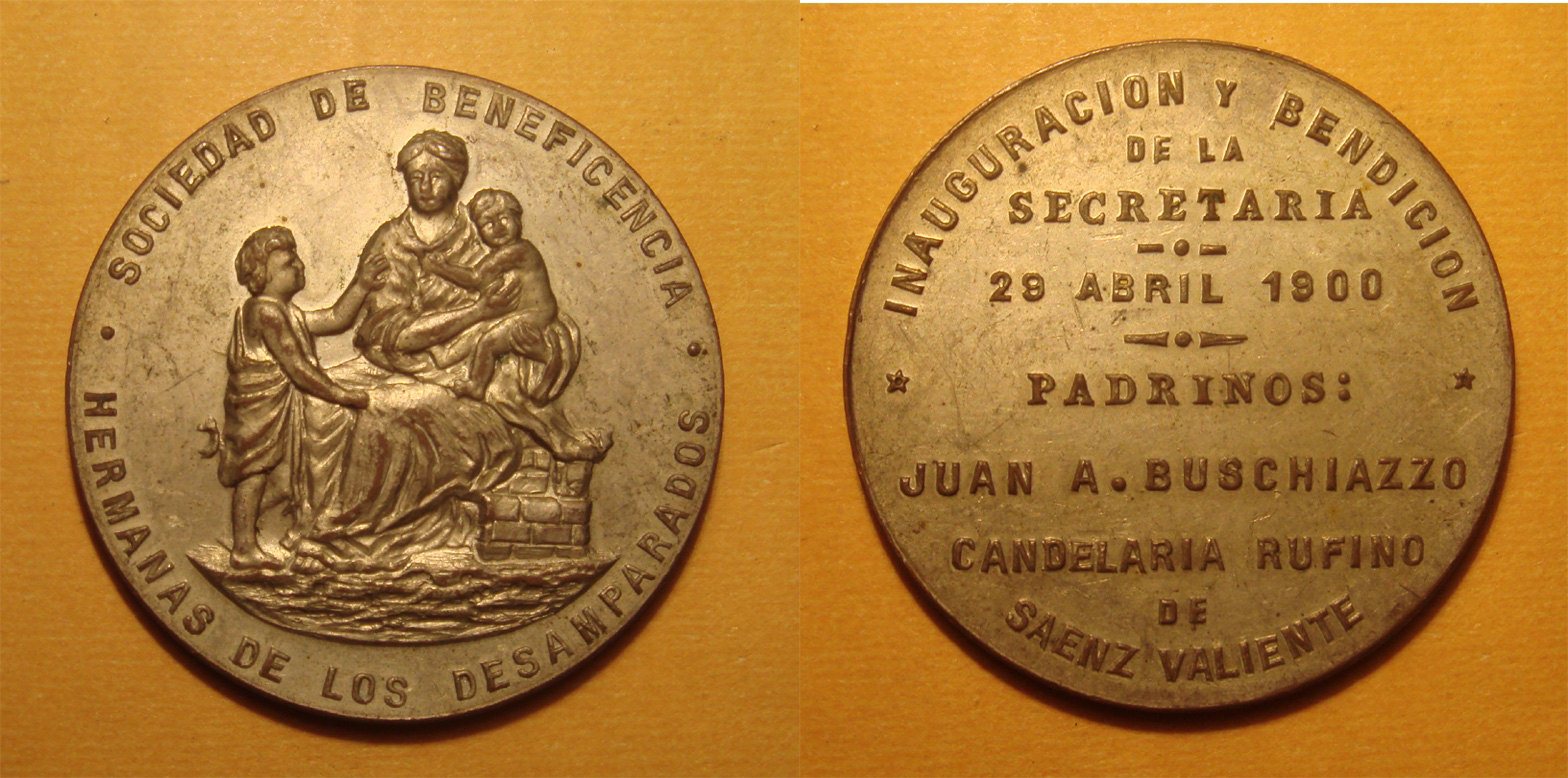 SOCIEDAD DE BENEFICENCIA
HERMANAS DE LOS DESAMPARADOS
INAUGURACION Y BENDICION
DE LA
SECRETARIA
29 ABRIL 1900
PADRINOS:
JUAN A. BUSCHIAZZO
CANDELARIA RUFINO
DE
SAENZ VALIENTE